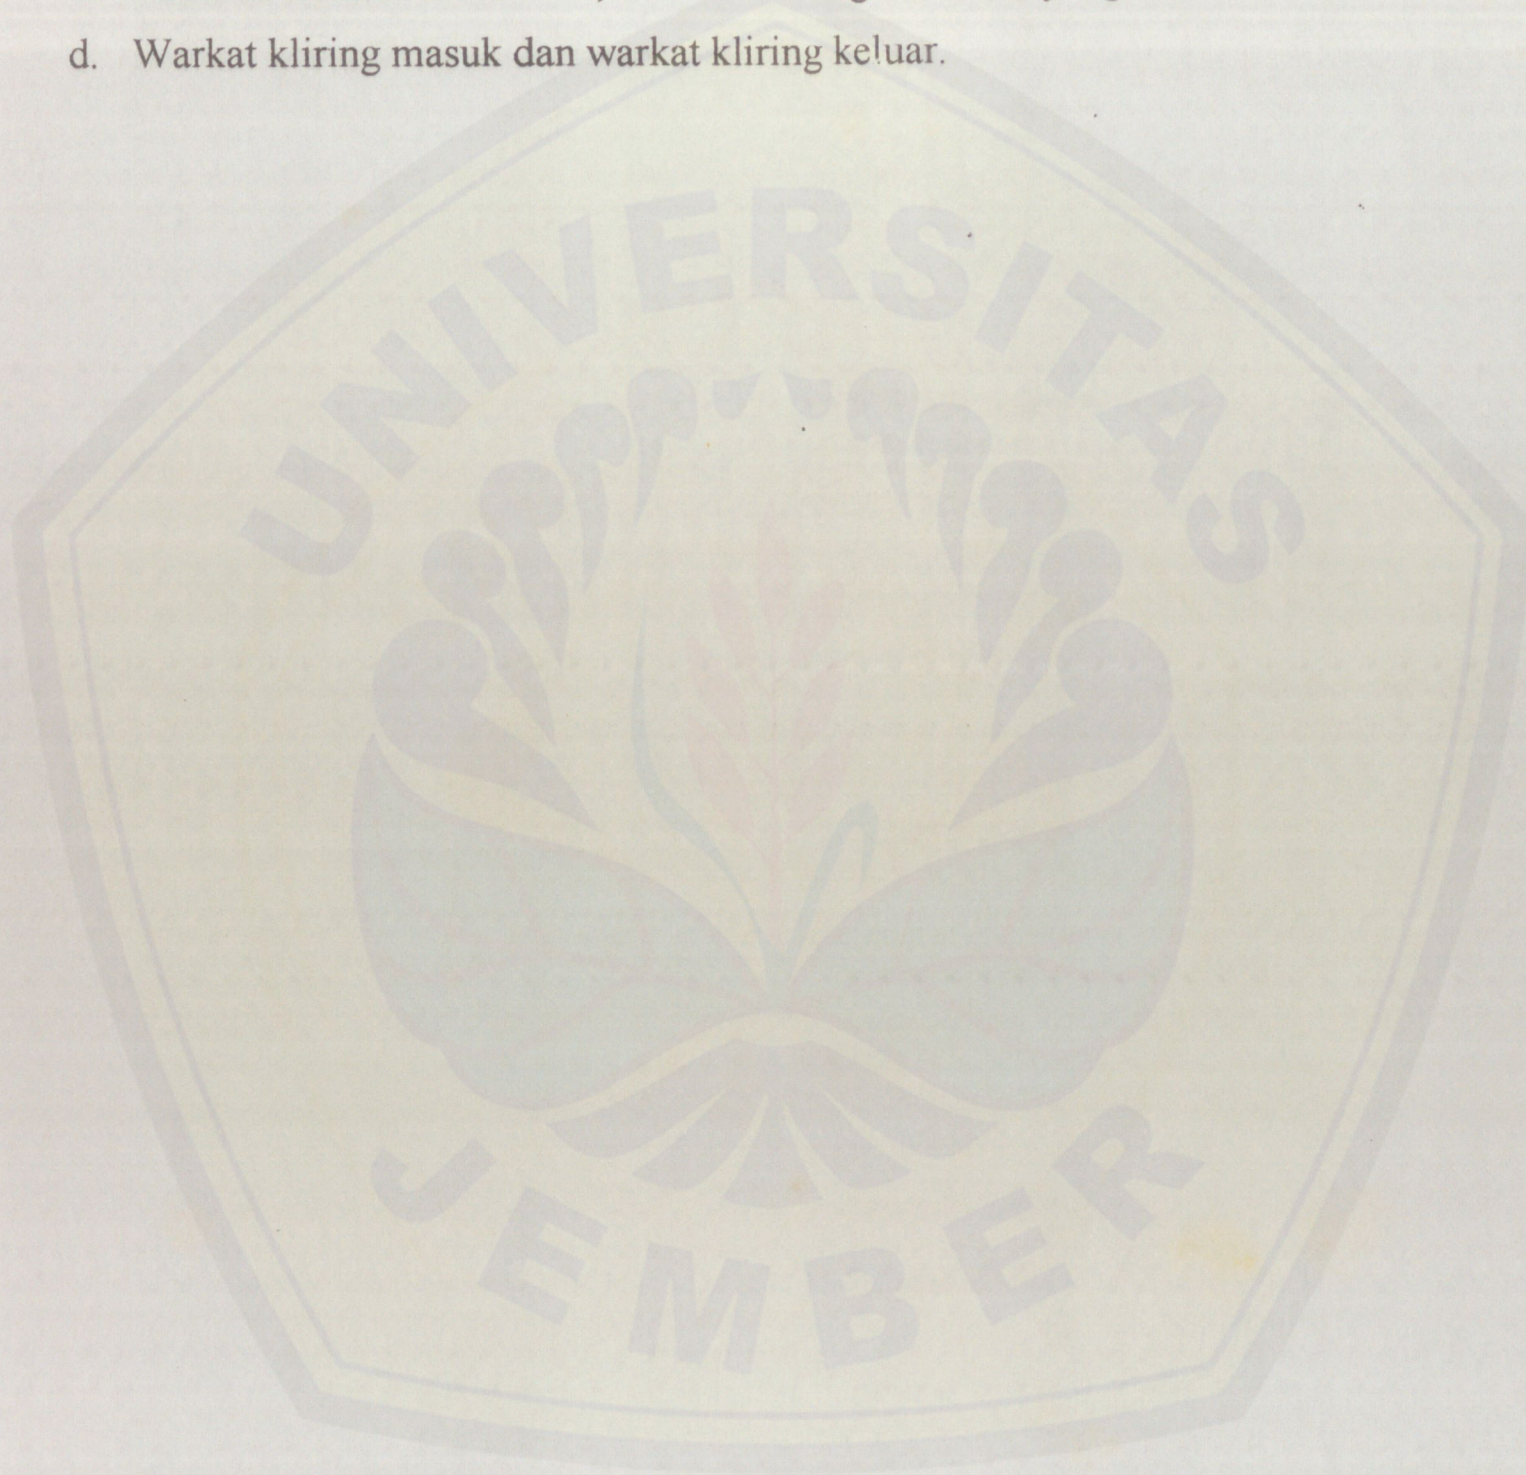 d. Warkat kliring masuk dan warkat kliring keluar.
UNIVERSITAS
JEMBER